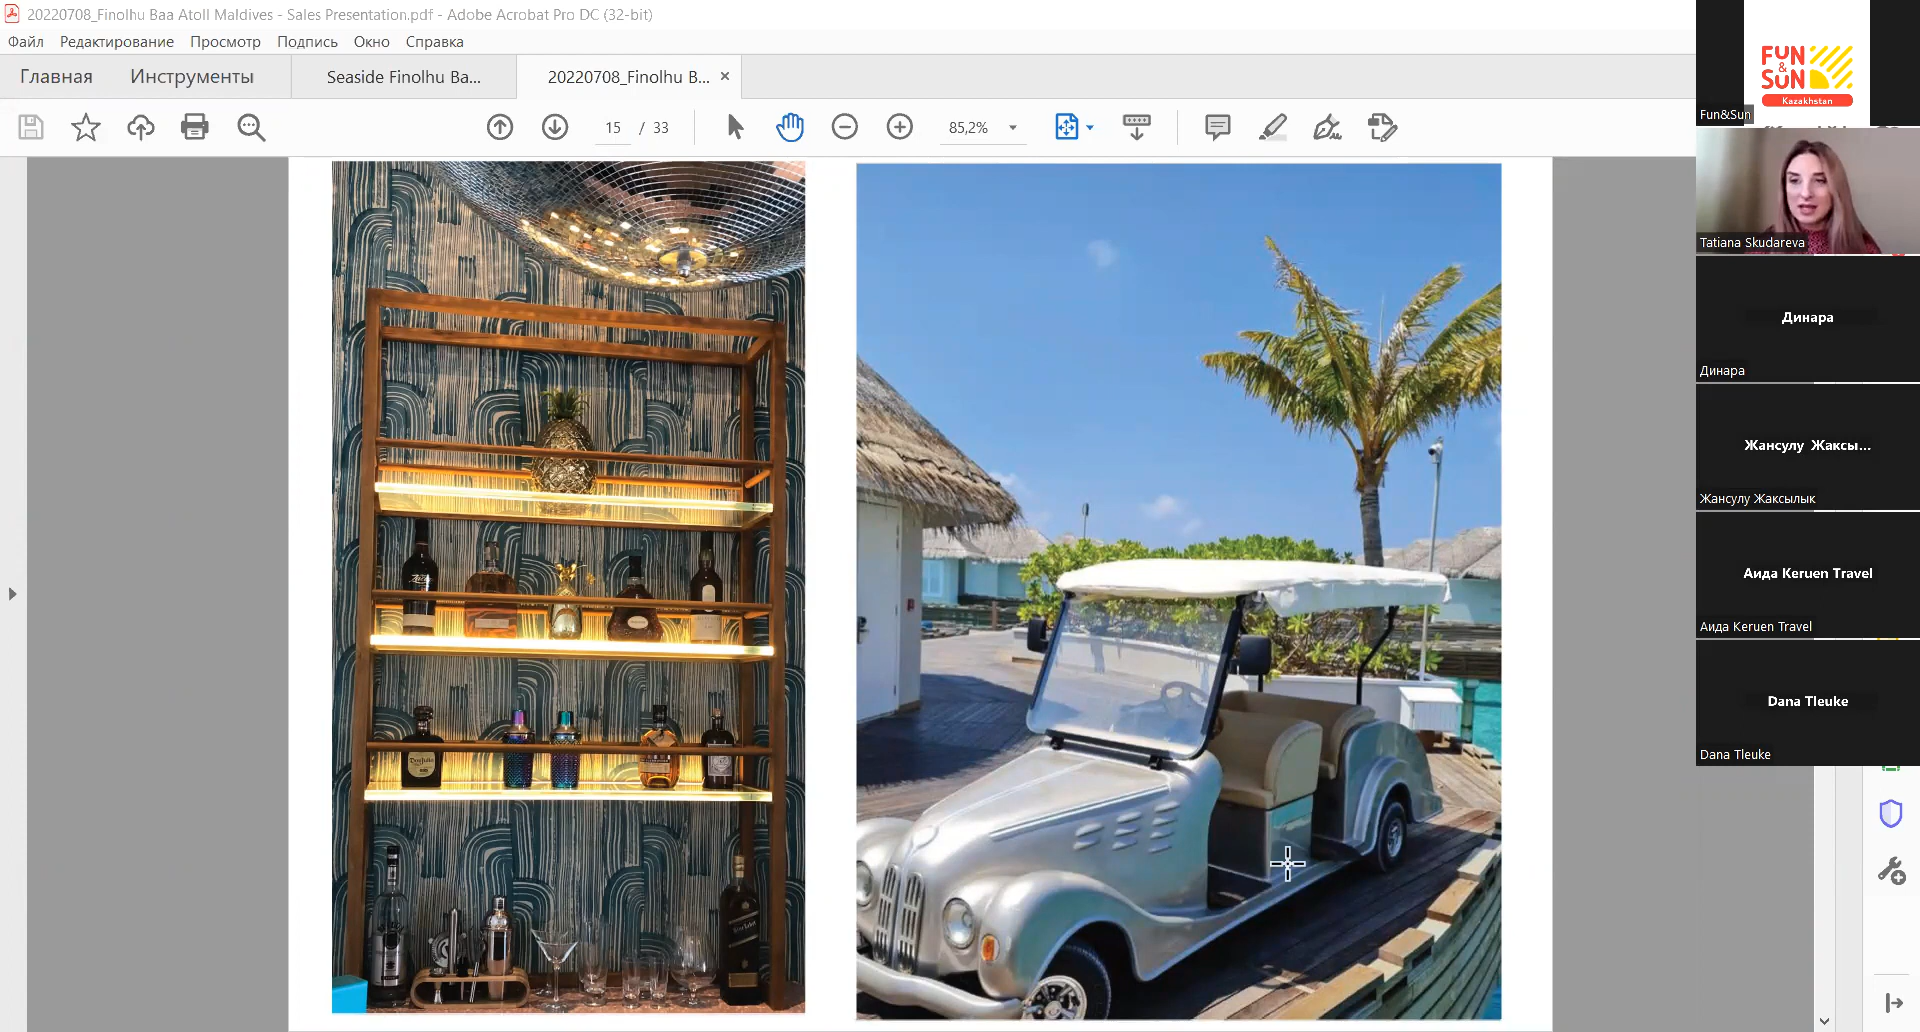 20220708_Finolhu Baa Atoll Maldives - Sales Presentation.pdf - Adobe Acrobat Pro DC (32-bit)
Файл Редактирование Просмотр Подпись Окно Справка
Главная Инструменты Seaside Finolhu Ba... 20220708_Finolhu B... ×
15 / 33 85,2%
FUN
&
SUN
Kazakhstan
Fun&Sun
Tatiana Skudareva
Динара
Динара
Жансулу Жаксы...
Жансулу Жаксылык
Аида Keruen Travel
Аида Keruen Travel
Dana Tleuke
Dana Tleuke
DonJulio